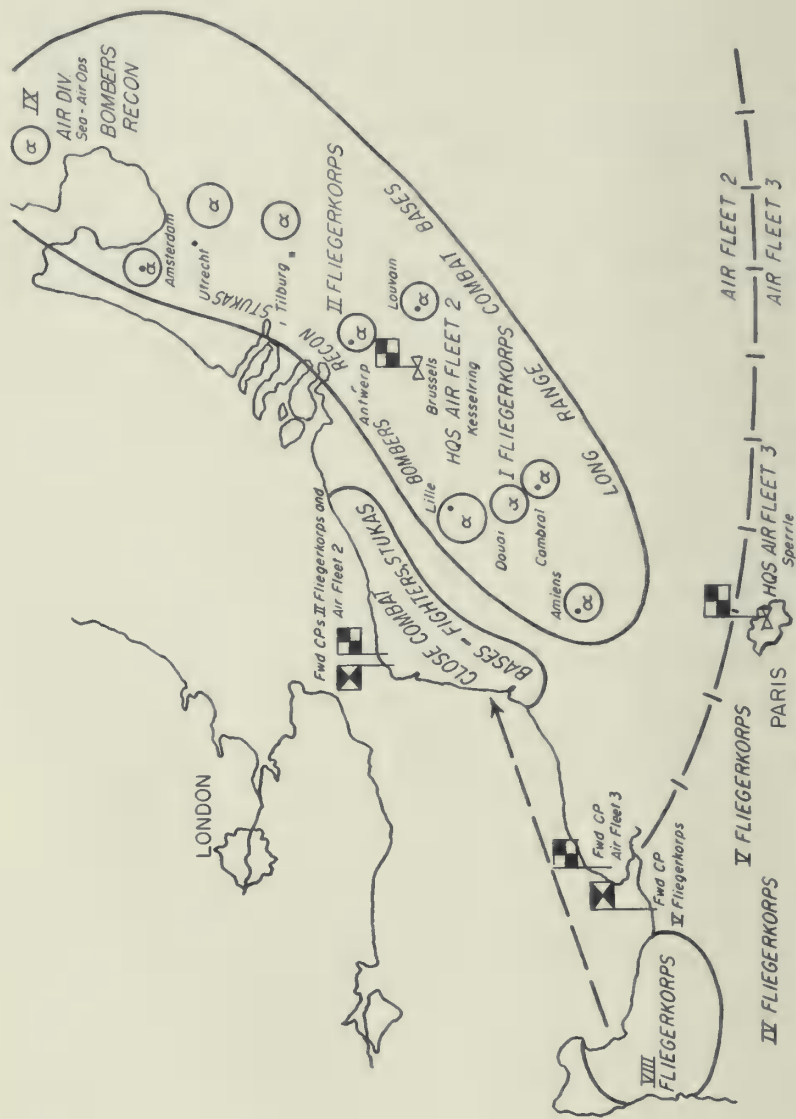 IX
AIR DIV.
Sea - Air Ops
BOMBERS
RECON
Amsterdam
Utrecht
Tilburg
STUKAS
RECON
BOMBERS
II FLIEGERKORPS
Antwerp
Louvain
Brussels
HQS AIR FLEET 2
Kesselring
I FLIEGERKORPS
Lille
Douai
Cambrai
Amiens
LONG RANGE COMBAT BASES
Fwd CPs II Fliegerkorps and
Air Fleet 2
CLOSE COMBAT
BASES - FIGHTERS, STUKAS
LONDON
Fwd CP
Air Fleet 3
Fwd CP
V Fliegerkorps
VIII
FLIEGERKORPS
IV FLIEGERKORPS
V FLIEGERKORPS
PARIS
HQS AIR FLEET 3
Sperrle
AIR FLEET 2
AIR FLEET 3